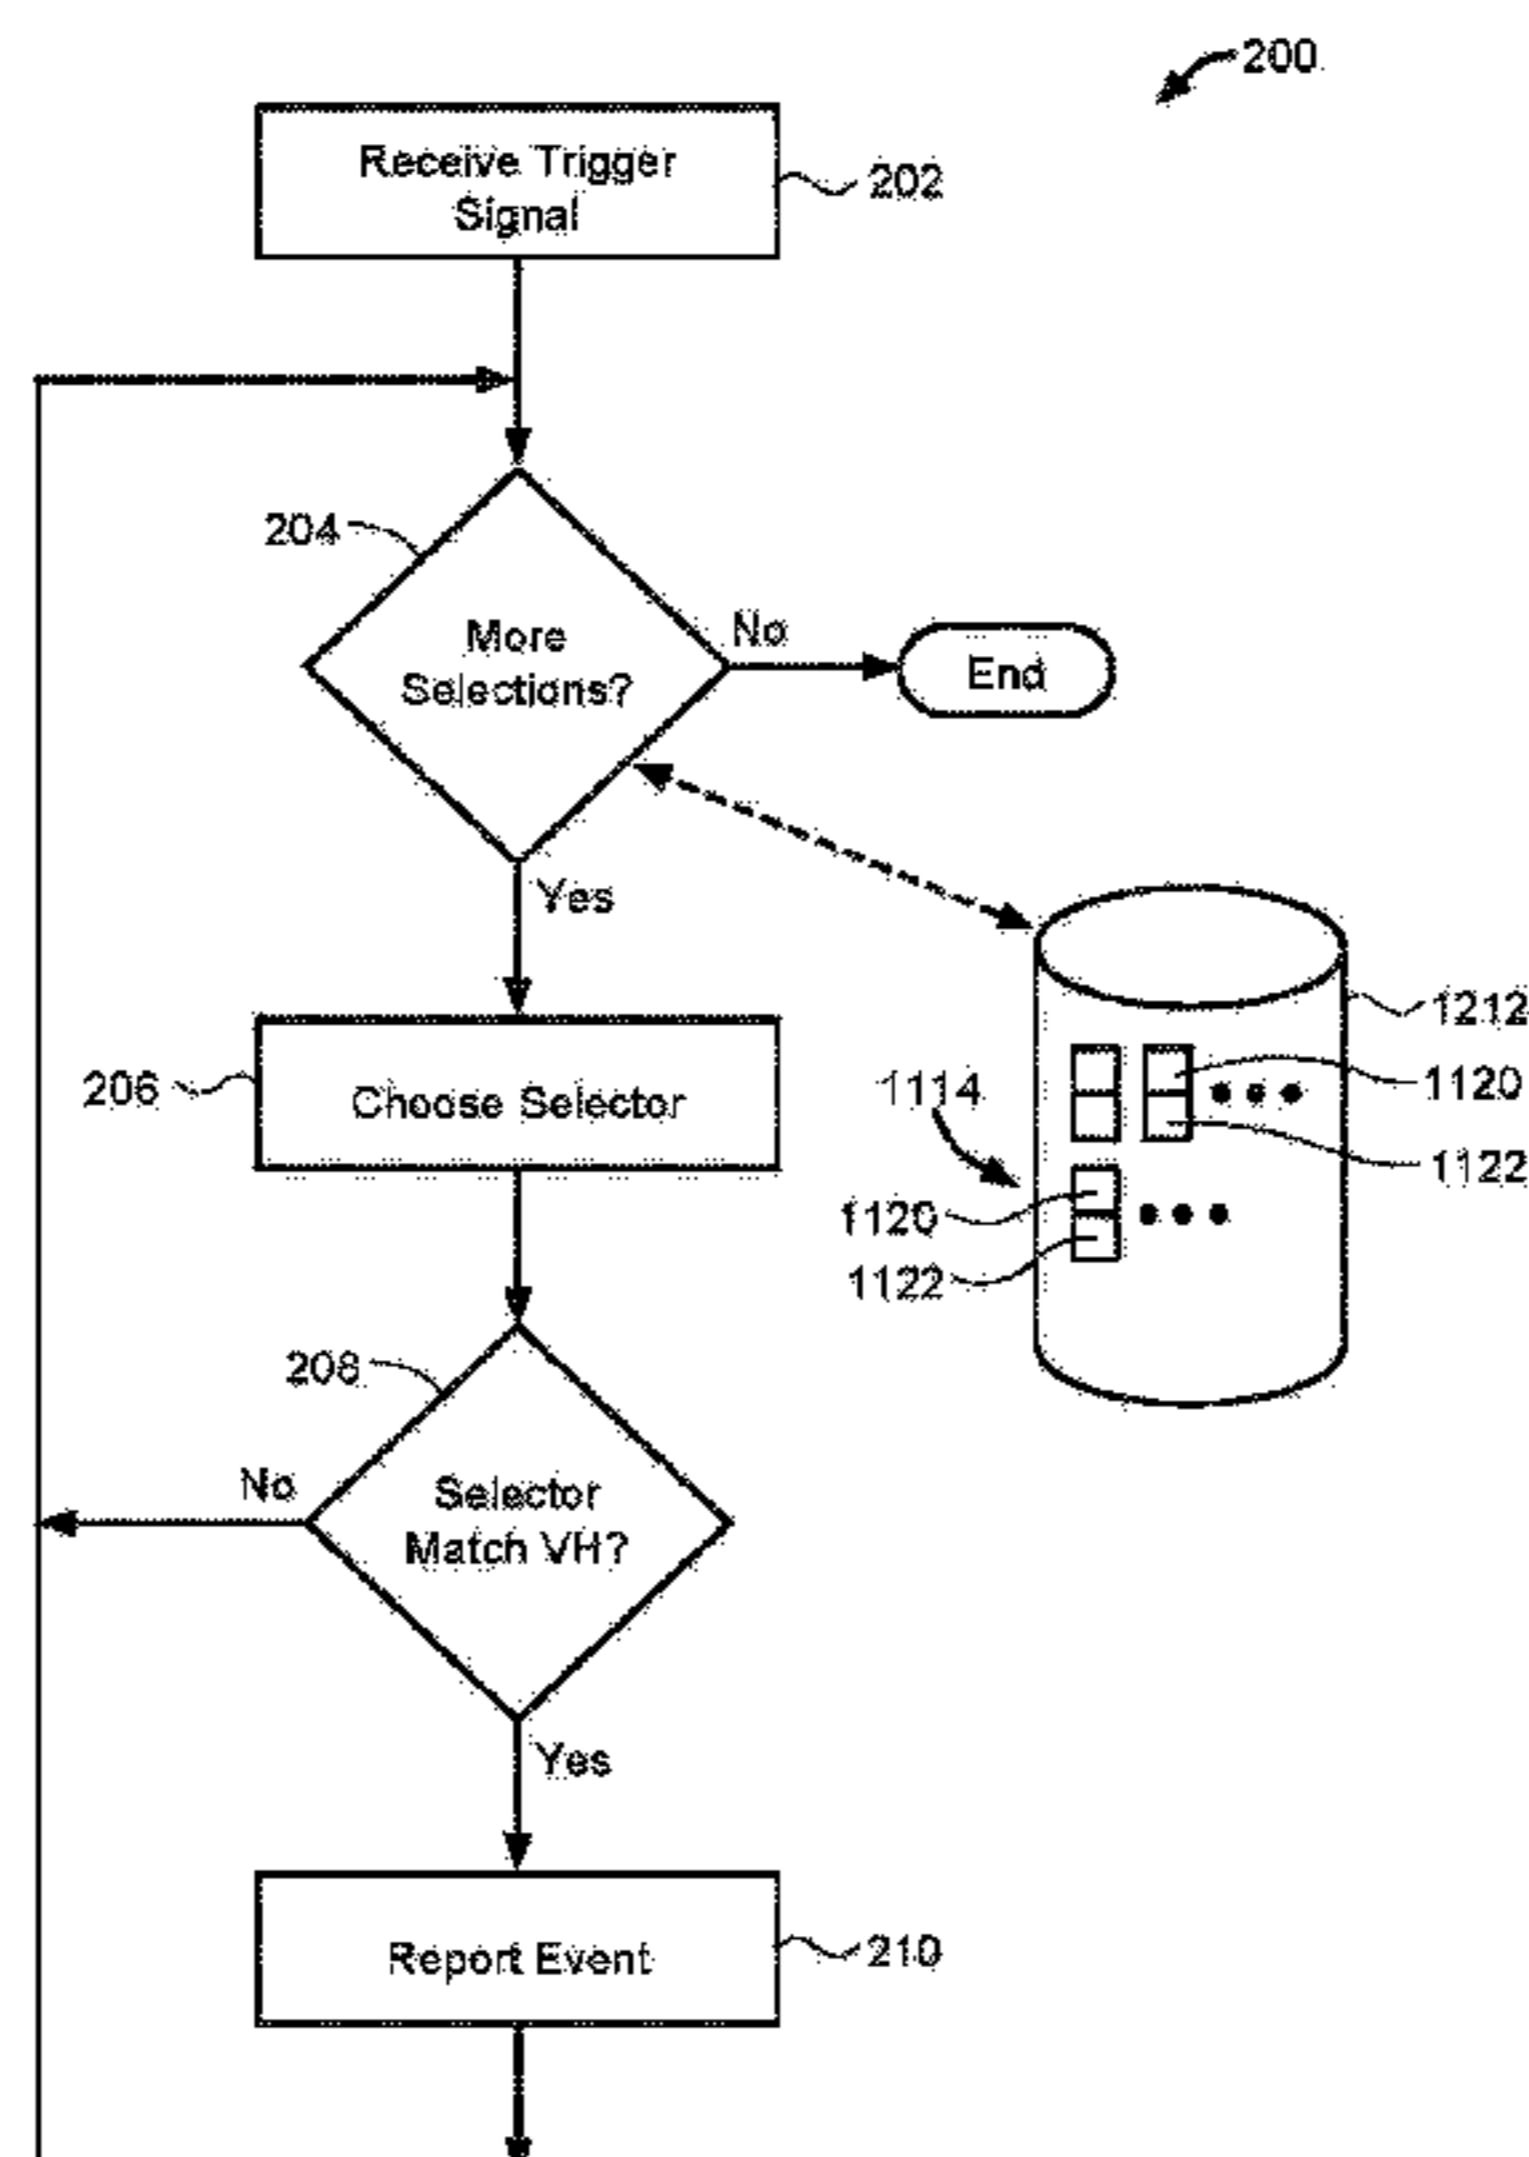 200
Receive Trigger
Signal
202
204
More
Selections?
No
End
Yes
1212
206
Choose Selector
1114
1120
1122
1120
1122
208
No
Selector
Match VH?
Yes
Report Event
210